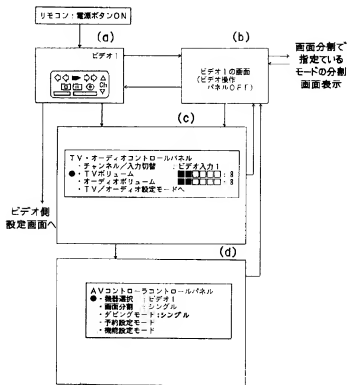 リモコン:電源ボタンON
(a)
(b)
ビデオ1
Ch
ビデオ1の画面
(ビデオ操作
パネルOFF)
画面分割で
指定ている
モードの分割
画面表示
(c)
TV・オーディオコントロールパネル
・チャンネル/入力切替 :ビデオ入力1
●・TVボリューム :8
・オーディオボリューム :8
・TV/オーディオ設定モードへ
ビデオ側
設定画面へ
(d)
AVコントローラコントロールパネル
●・機器選択 :ビデオ1
・画面分割 :シングル
・ダビングモード:シングル
・予約設定モード
・機能設定モード